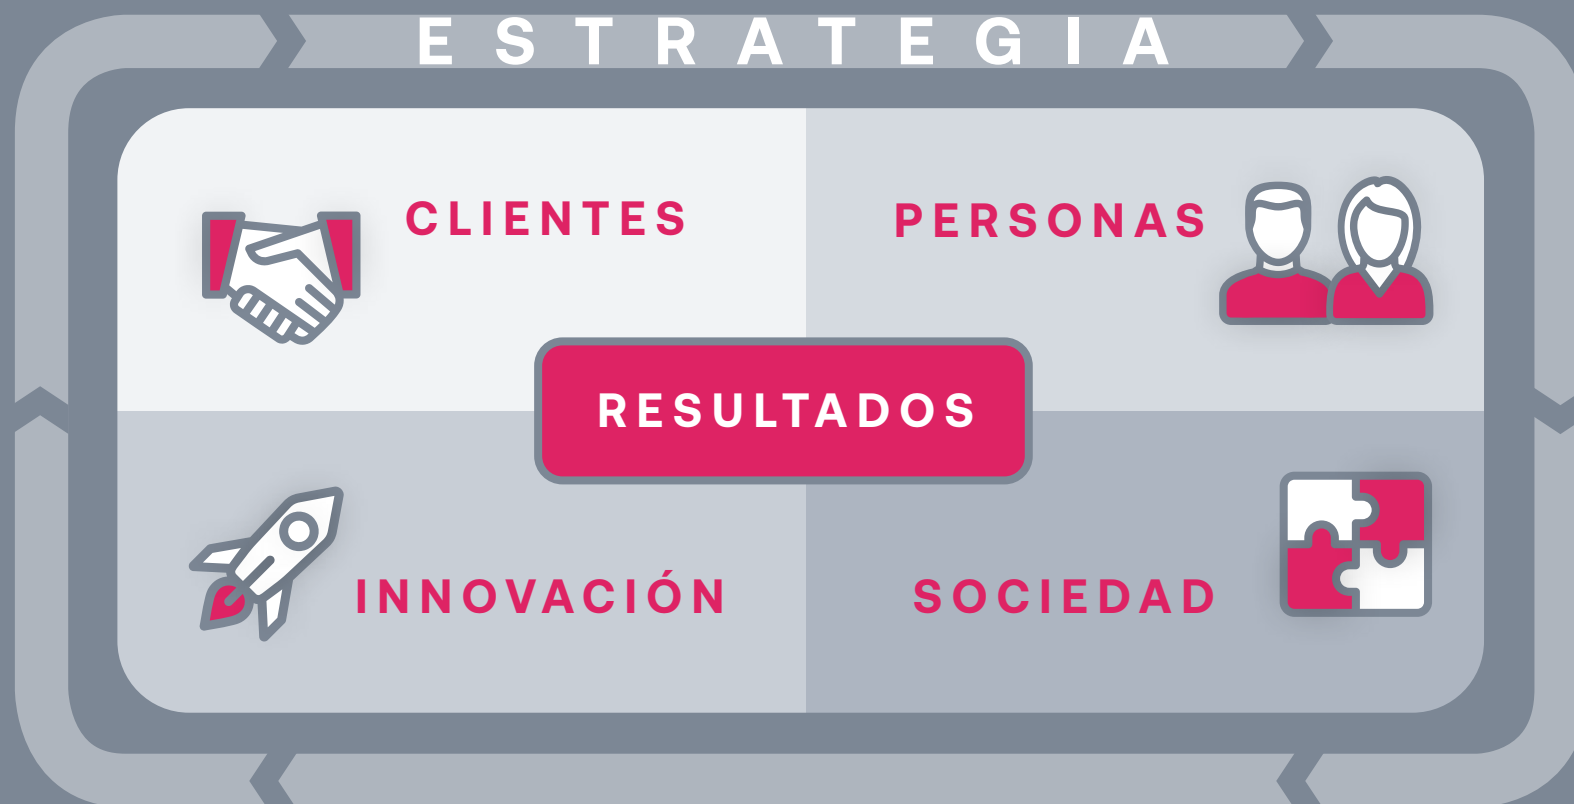 ESTRATEGIA
CLIENTES
PERSONAS
RESULTADOS
INNOVACIÓN
SOCIEDAD